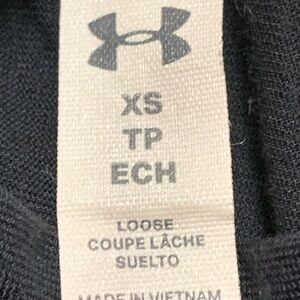 XS
TP
ECH
LOOSE
COUPE LÂCHE
SUELTO
MADE IN VIETNAM